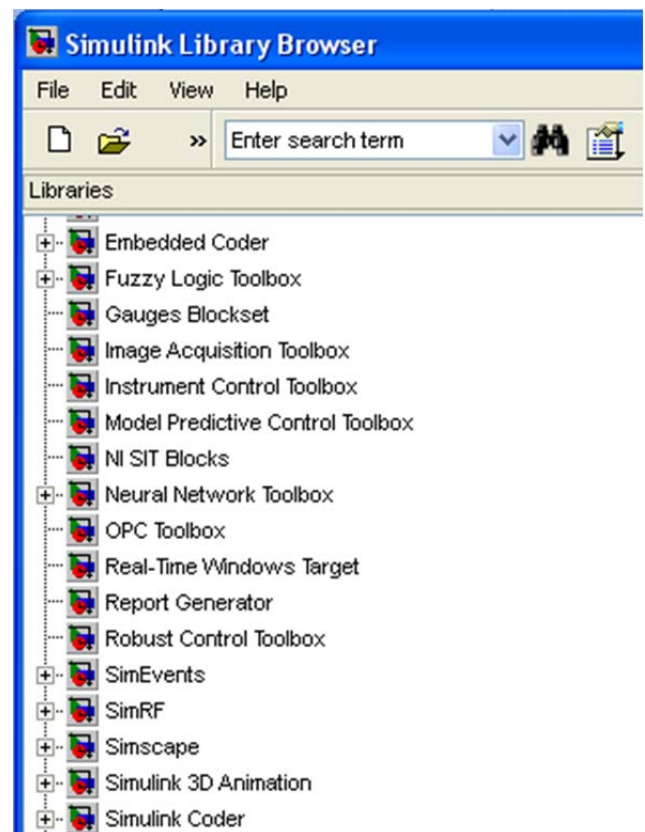 Simulink Library Browser
File Edit View Help
» Enter search term
Libraries
Embedded Coder
Fuzzy Logic Toolbox
Gauges Blockset
Image Acquisition Toolbox
Instrument Control Toolbox
Model Predictive Control Toolbox
NI SIT Blocks
Neural Network Toolbox
OPC Toolbox
Real-Time Windows Target
Report Generator
Robust Control Toolbox
SimEvents
SimRF
Simscape
Simulink 3D Animation
Simulink Coder